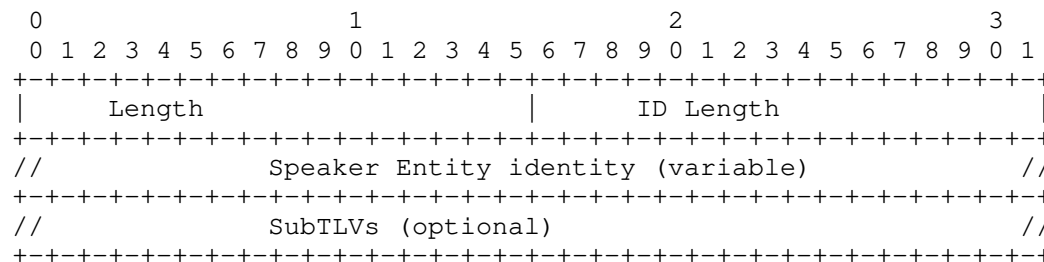 0                   1                   2                   3
 0 1 2 3 4 5 6 7 8 9 0 1 2 3 4 5 6 7 8 9 0 1 2 3 4 5 6 7 8 9 0 1
+-+-+-+-+-+-+-+-+-+-+-+-+-+-+-+-+-+-+-+-+-+-+-+-+-+-+-+-+-+-+-+-+
|     Length                    |      ID Length                |
+-+-+-+-+-+-+-+-+-+-+-+-+-+-+-+-+-+-+-+-+-+-+-+-+-+-+-+-+-+-+-+-+
//              Speaker Entity identity (variable)             //
+-+-+-+-+-+-+-+-+-+-+-+-+-+-+-+-+-+-+-+-+-+-+-+-+-+-+-+-+-+-+-+-+
//              SubTLVs (optional)                             //
+-+-+-+-+-+-+-+-+-+-+-+-+-+-+-+-+-+-+-+-+-+-+-+-+-+-+-+-+-+-+-+-+